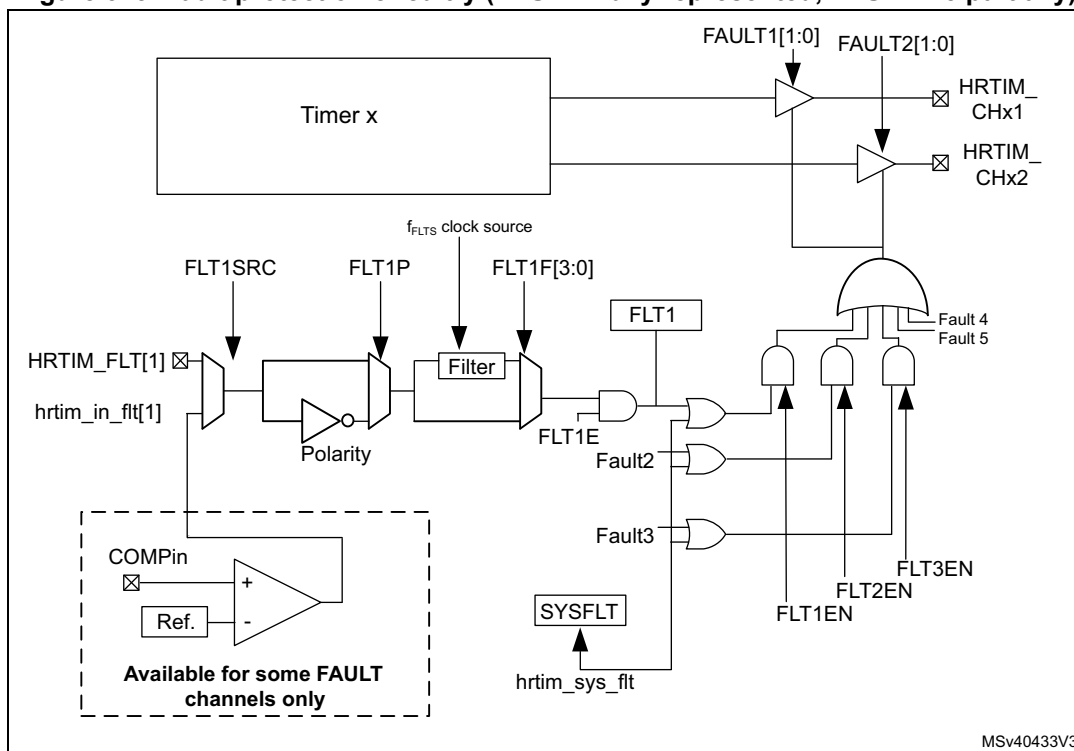 FAULT1[1:0]
FAULT2[1:0]
Timer x
HRTIM_
CHx1
HRTIM_
CHx2
fFLTS clock source
FLT1SRC
FLT1P
FLT1F[3:0]
FLT1
Fault 4
Fault 5
HRTIM_FLT[1]
Filter
hrtim_in_flt[1]
FLT1E
Polarity
Fault2
Fault3
COMPin
+
Ref.
-
FLT3EN
FLT2EN
FLT1EN
SYSFLT
hrtim_sys_flt
Available for some FAULT
channels only
MSv40433V3